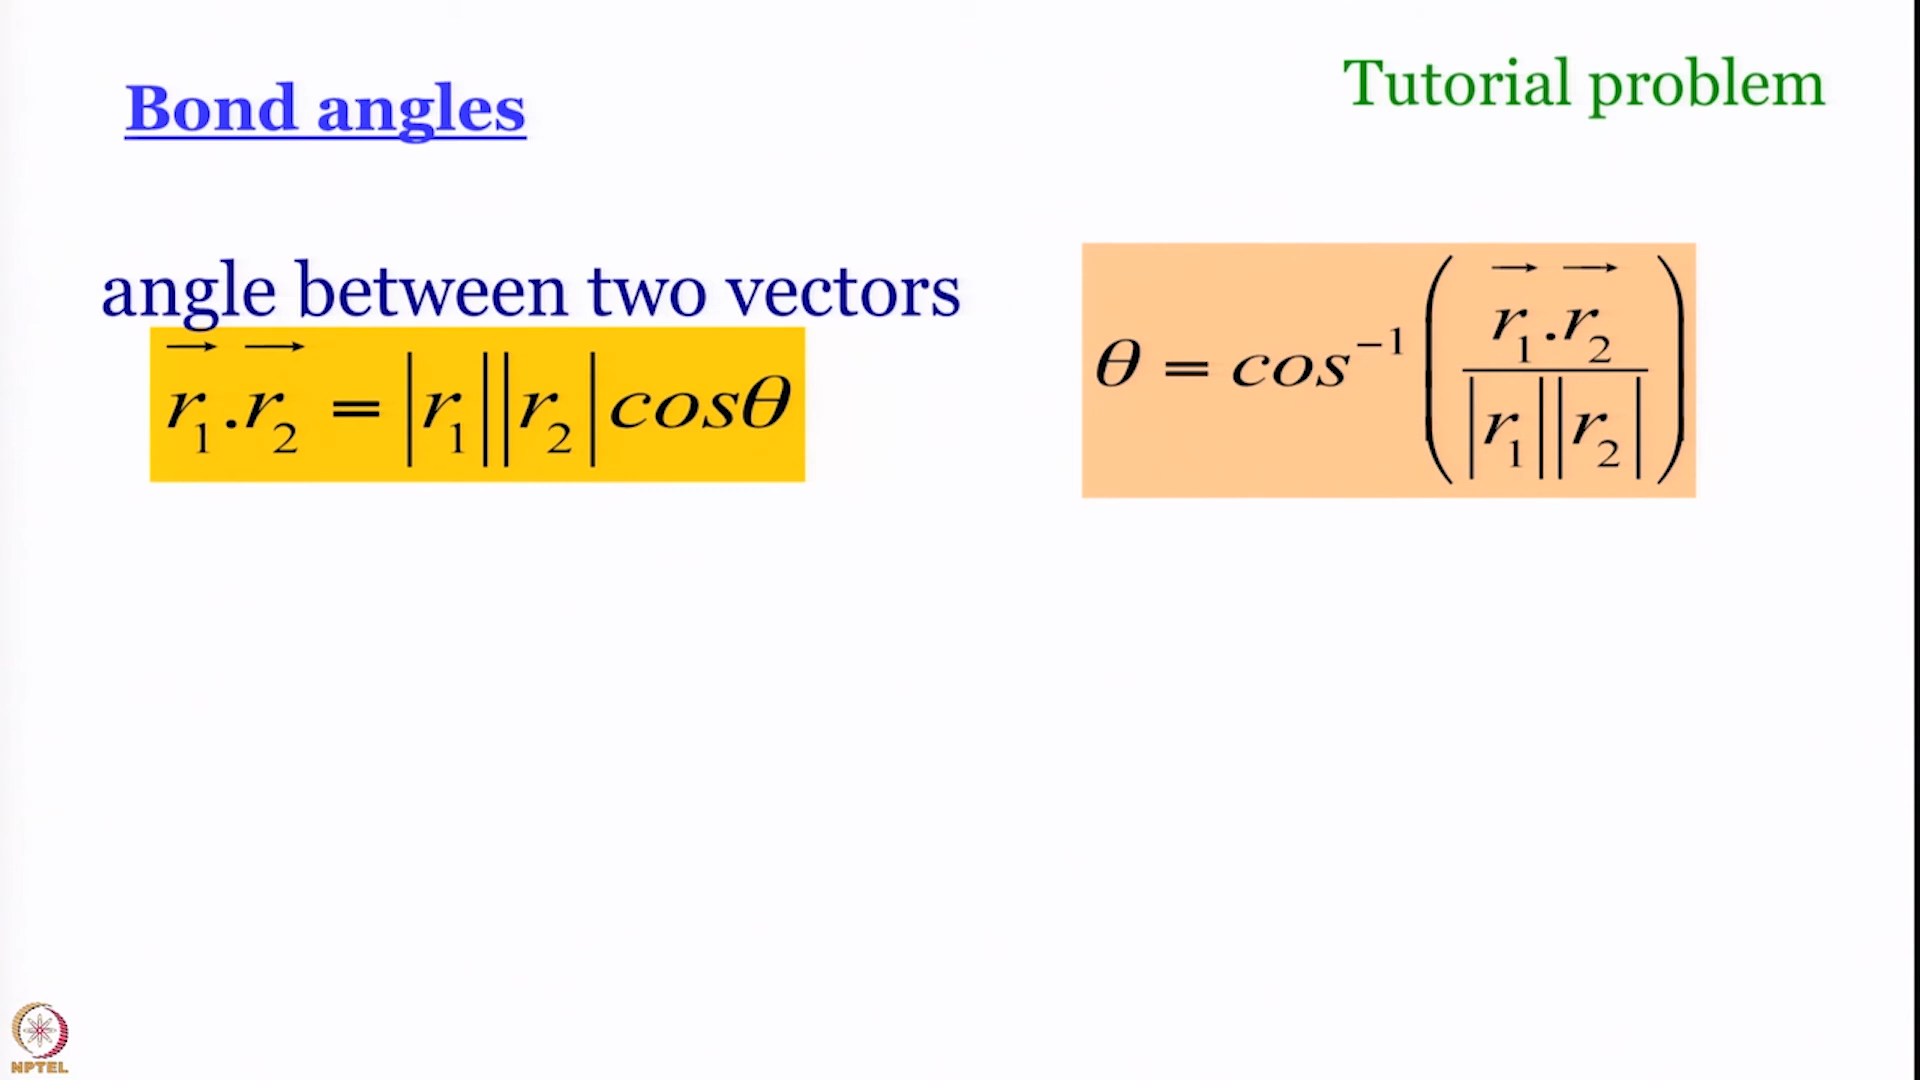 Bond angles
Tutorial problem
angle between two vectors
r₁.r₂ = |r₁||r₂|cosθ
θ = cos⁻¹(r₁.r₂ / |r₁||r₂|)
NPTEL